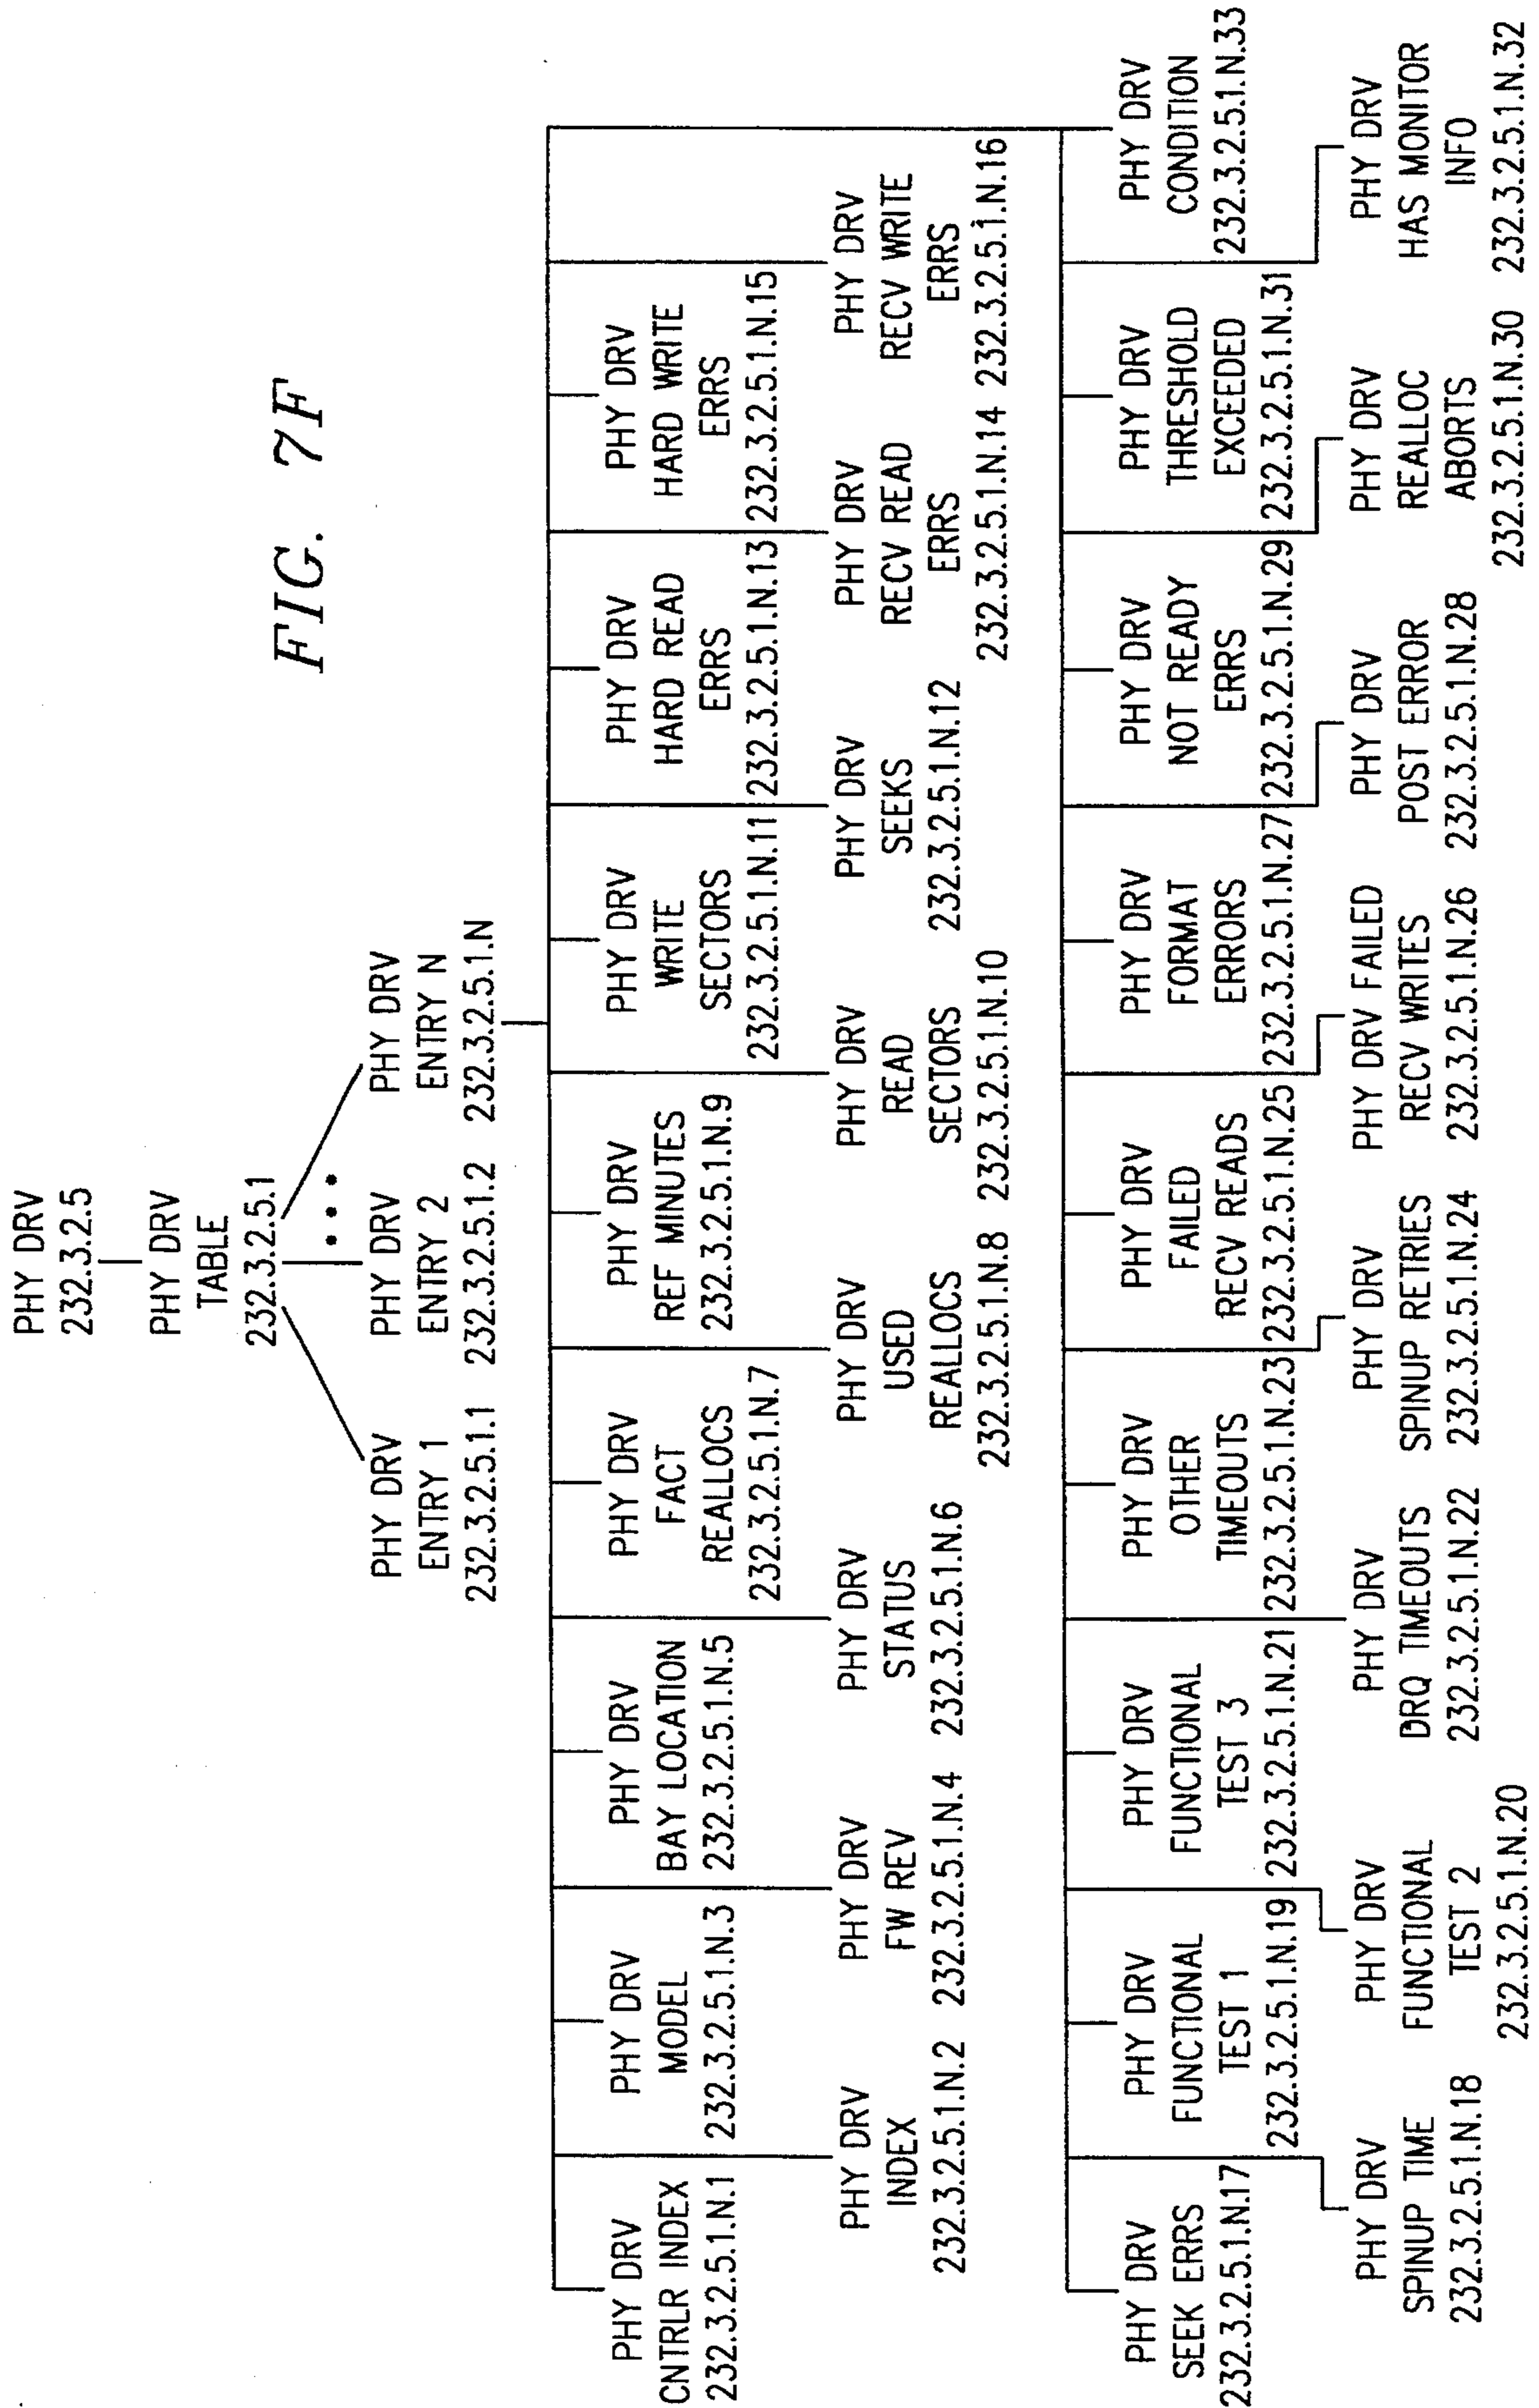 PHY DRV
232.3.2.5
PHY DRV
TABLE
232.3.2.5.1
PHY DRV
ENTRY 1
232.3.2.5.1.1
PHY DRV
ENTRY 2
232.3.2.5.1.2
• • •
PHY DRV
ENTRY N
232.3.2.5.1.N
FIG. 7F
PHY DRV
CNTRLR INDEX
232.3.2.5.1.N.1
PHY DRV
INDEX
232.3.2.5.1.N.2
PHY DRV
MODEL
232.3.2.5.1.N.3
PHY DRV
FW REV
232.3.2.5.1.N.4
PHY DRV
BAY LOCATION
232.3.2.5.1.N.5
PHY DRV
STATUS
232.3.2.5.1.N.6
PHY DRV
FACT
REALLOCS
232.3.2.5.1.N.7
PHY DRV
USED
REALLOCS
232.3.2.5.1.N.8
PHY DRV
REF MINUTES
232.3.2.5.1.N.9
PHY DRV
READ
SECTORS
232.3.2.5.1.N.10
PHY DRV
WRITE
SECTORS
232.3.2.5.1.N.11
PHY DRV
SEEKS
232.3.2.5.1.N.12
PHY DRV
HARD READ
ERRS
232.3.2.5.1.N.13
PHY DRV
RECV READ
ERRS
232.3.2.5.1.N.14
PHY DRV
HARD WRITE
ERRS
232.3.2.5.1.N.15
PHY DRV
RECV WRITE
ERRS
232.3.2.5.1.N.16
PHY DRV
SEEK ERRS
232.3.2.5.1.N.17
PHY DRV
SPINUP TIME
232.3.2.5.1.N.18
PHY DRV
FUNCTIONAL
TEST 1
232.3.2.5.1.N.19
PHY DRV
FUNCTIONAL
TEST 2
232.3.2.5.1.N.20
PHY DRV
FUNCTIONAL
TEST 3
232.3.2.5.1.N.21
PHY DRV
DRQ TIMEOUTS
232.3.2.5.1.N.22
PHY DRV
OTHER
TIMEOUTS
232.3.2.5.1.N.23
PHY DRV
SPINUP RETRIES
232.3.2.5.1.N.24
PHY DRV
FAILED
RECV READS
232.3.2.5.1.N.25
PHY DRV FAILED
RECV WRITES
232.3.2.5.1.N.26
PHY DRV
FORMAT
ERRORS
232.3.2.5.1.N.27
PHY DRV
POST ERROR
232.3.2.5.1.N.28
PHY DRV
NOT READY
ERRS
232.3.2.5.1.N.29
PHY DRV
REALLOC
ABORTS
232.3.2.5.1.N.30
PHY DRV
THRESHOLD
EXCEEDED
232.3.2.5.1.N.31
PHY DRV
HAS MONITOR
INFO
232.3.2.5.1.N.32
PHY DRV
CONDITION
232.3.2.5.1.N.33